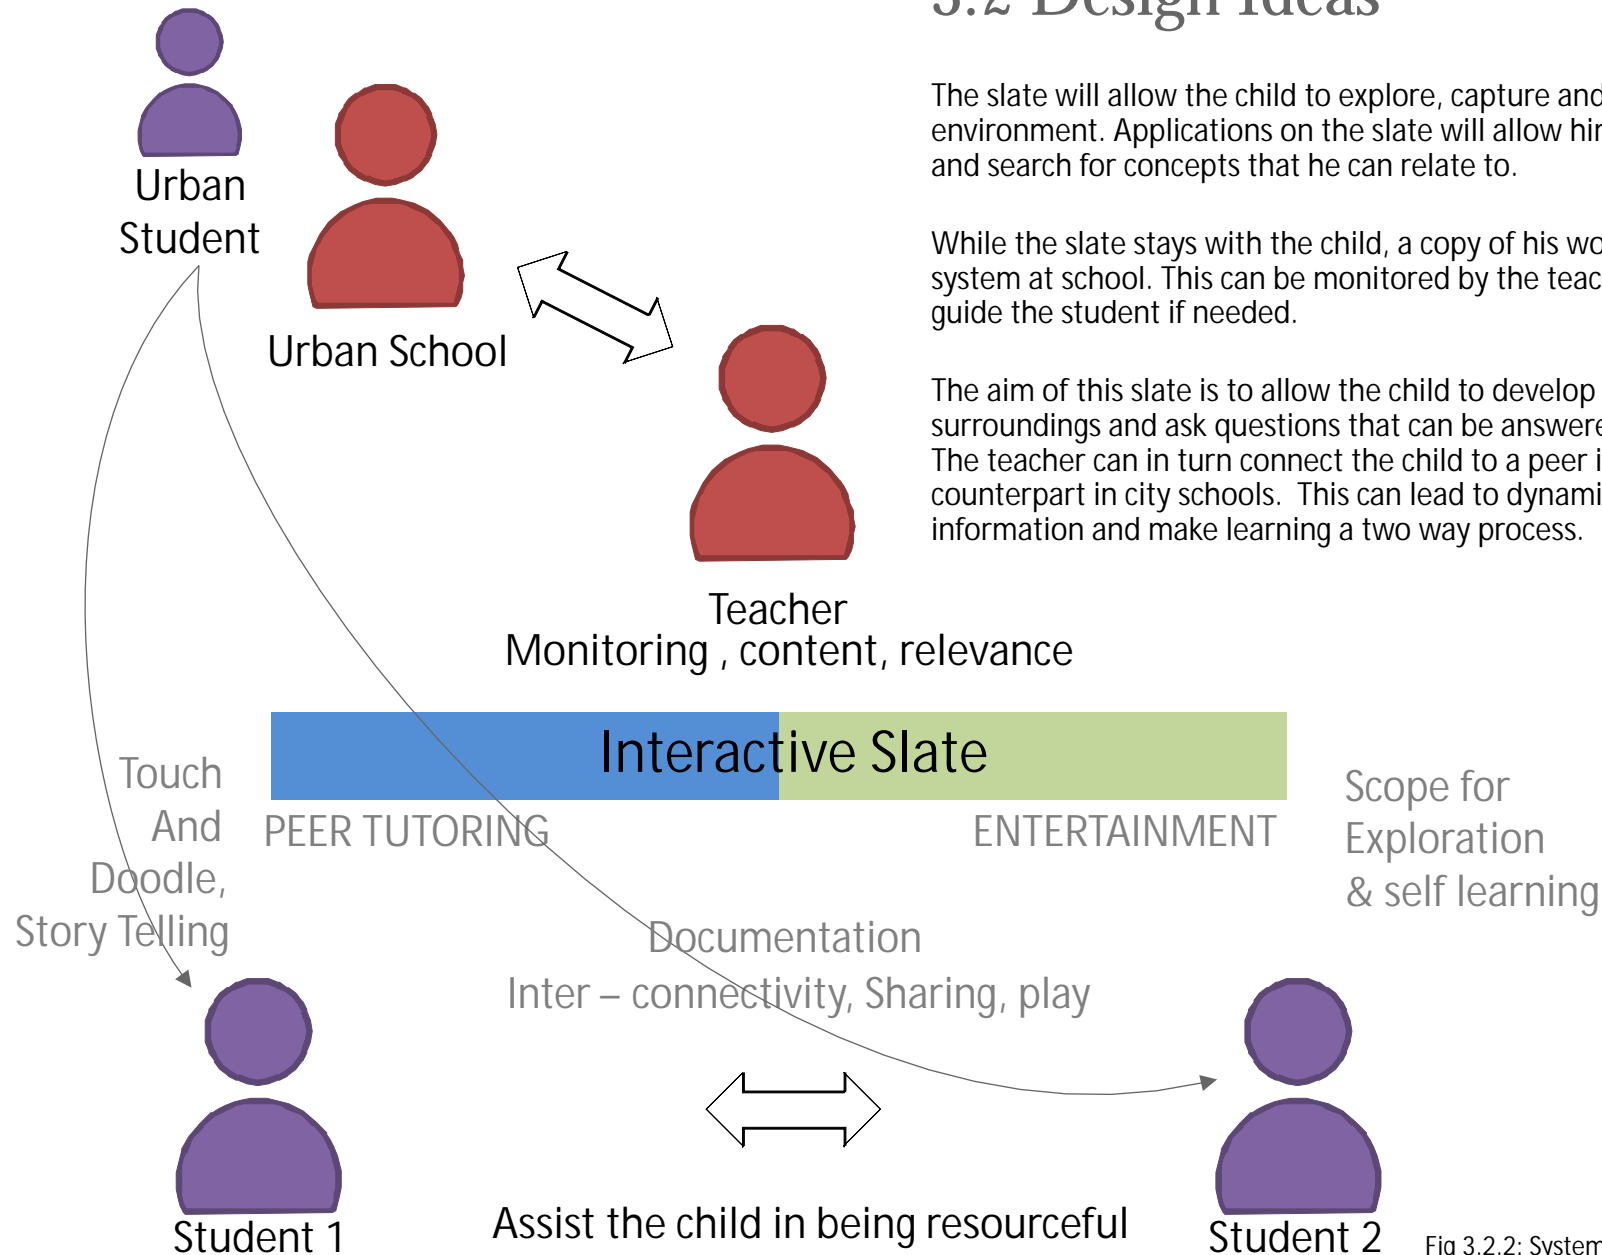 3.2 Design Ideas
The slate will allow the child to explore, capture and
environment. Applications on the slate will allow
and search for concepts that he can relate to.
While the slate stays with the child, a copy of his
system at school. This can be monitored by the
guide the student if needed.
The aim of this slate is to allow the child to develop
surroundings and ask questions that can be
The teacher can in turn connect the child to a peer
counterpart in city schools. This can lead to
information and make learning a two way process.
Urban
Student
Urban School
Teacher
Monitoring , content, relevance
Interactive Slate
PEER TUTORING
ENTERTAINMENT
Touch
And
Doodle,
Story Telling
Scope for
Exploration
& self learning
Documentation
Inter – connectivity, Sharing, play
Assist the child in being resourceful
Student 1
Student 2
Fig 3.2.2: System